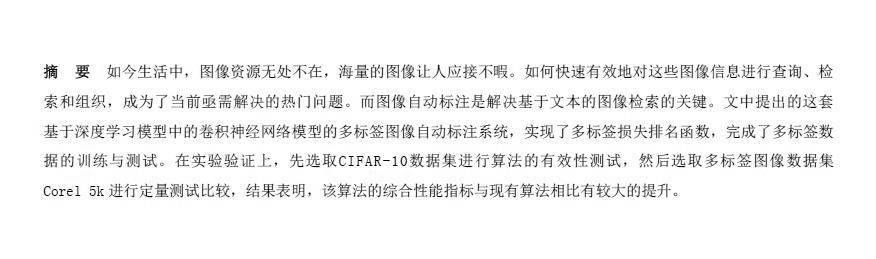 摘 要 如今生活中，图像资源无处不在，海量的图像让人应接不暇。如何快速有效地对这些图像信息进行查询、检
索和组织，成为了当前亟需解决的热门问题。而图像自动标注是解决基于文本的图像检索的关键。文中提出的这套
基于深度学习模型中的卷积神经网络模型的多标签图像自动标注系统，实现了多标签损失排名函数，完成了多标签数
据的训练与测试。在实验验证上，先选取CIFAR-10数据集进行算法的有效性测试，然后选取多标签图像数据集
Corel 5k 进行定量测试比较，结果表明，该算法的综合性能指标与现有算法相比有较大的提升。